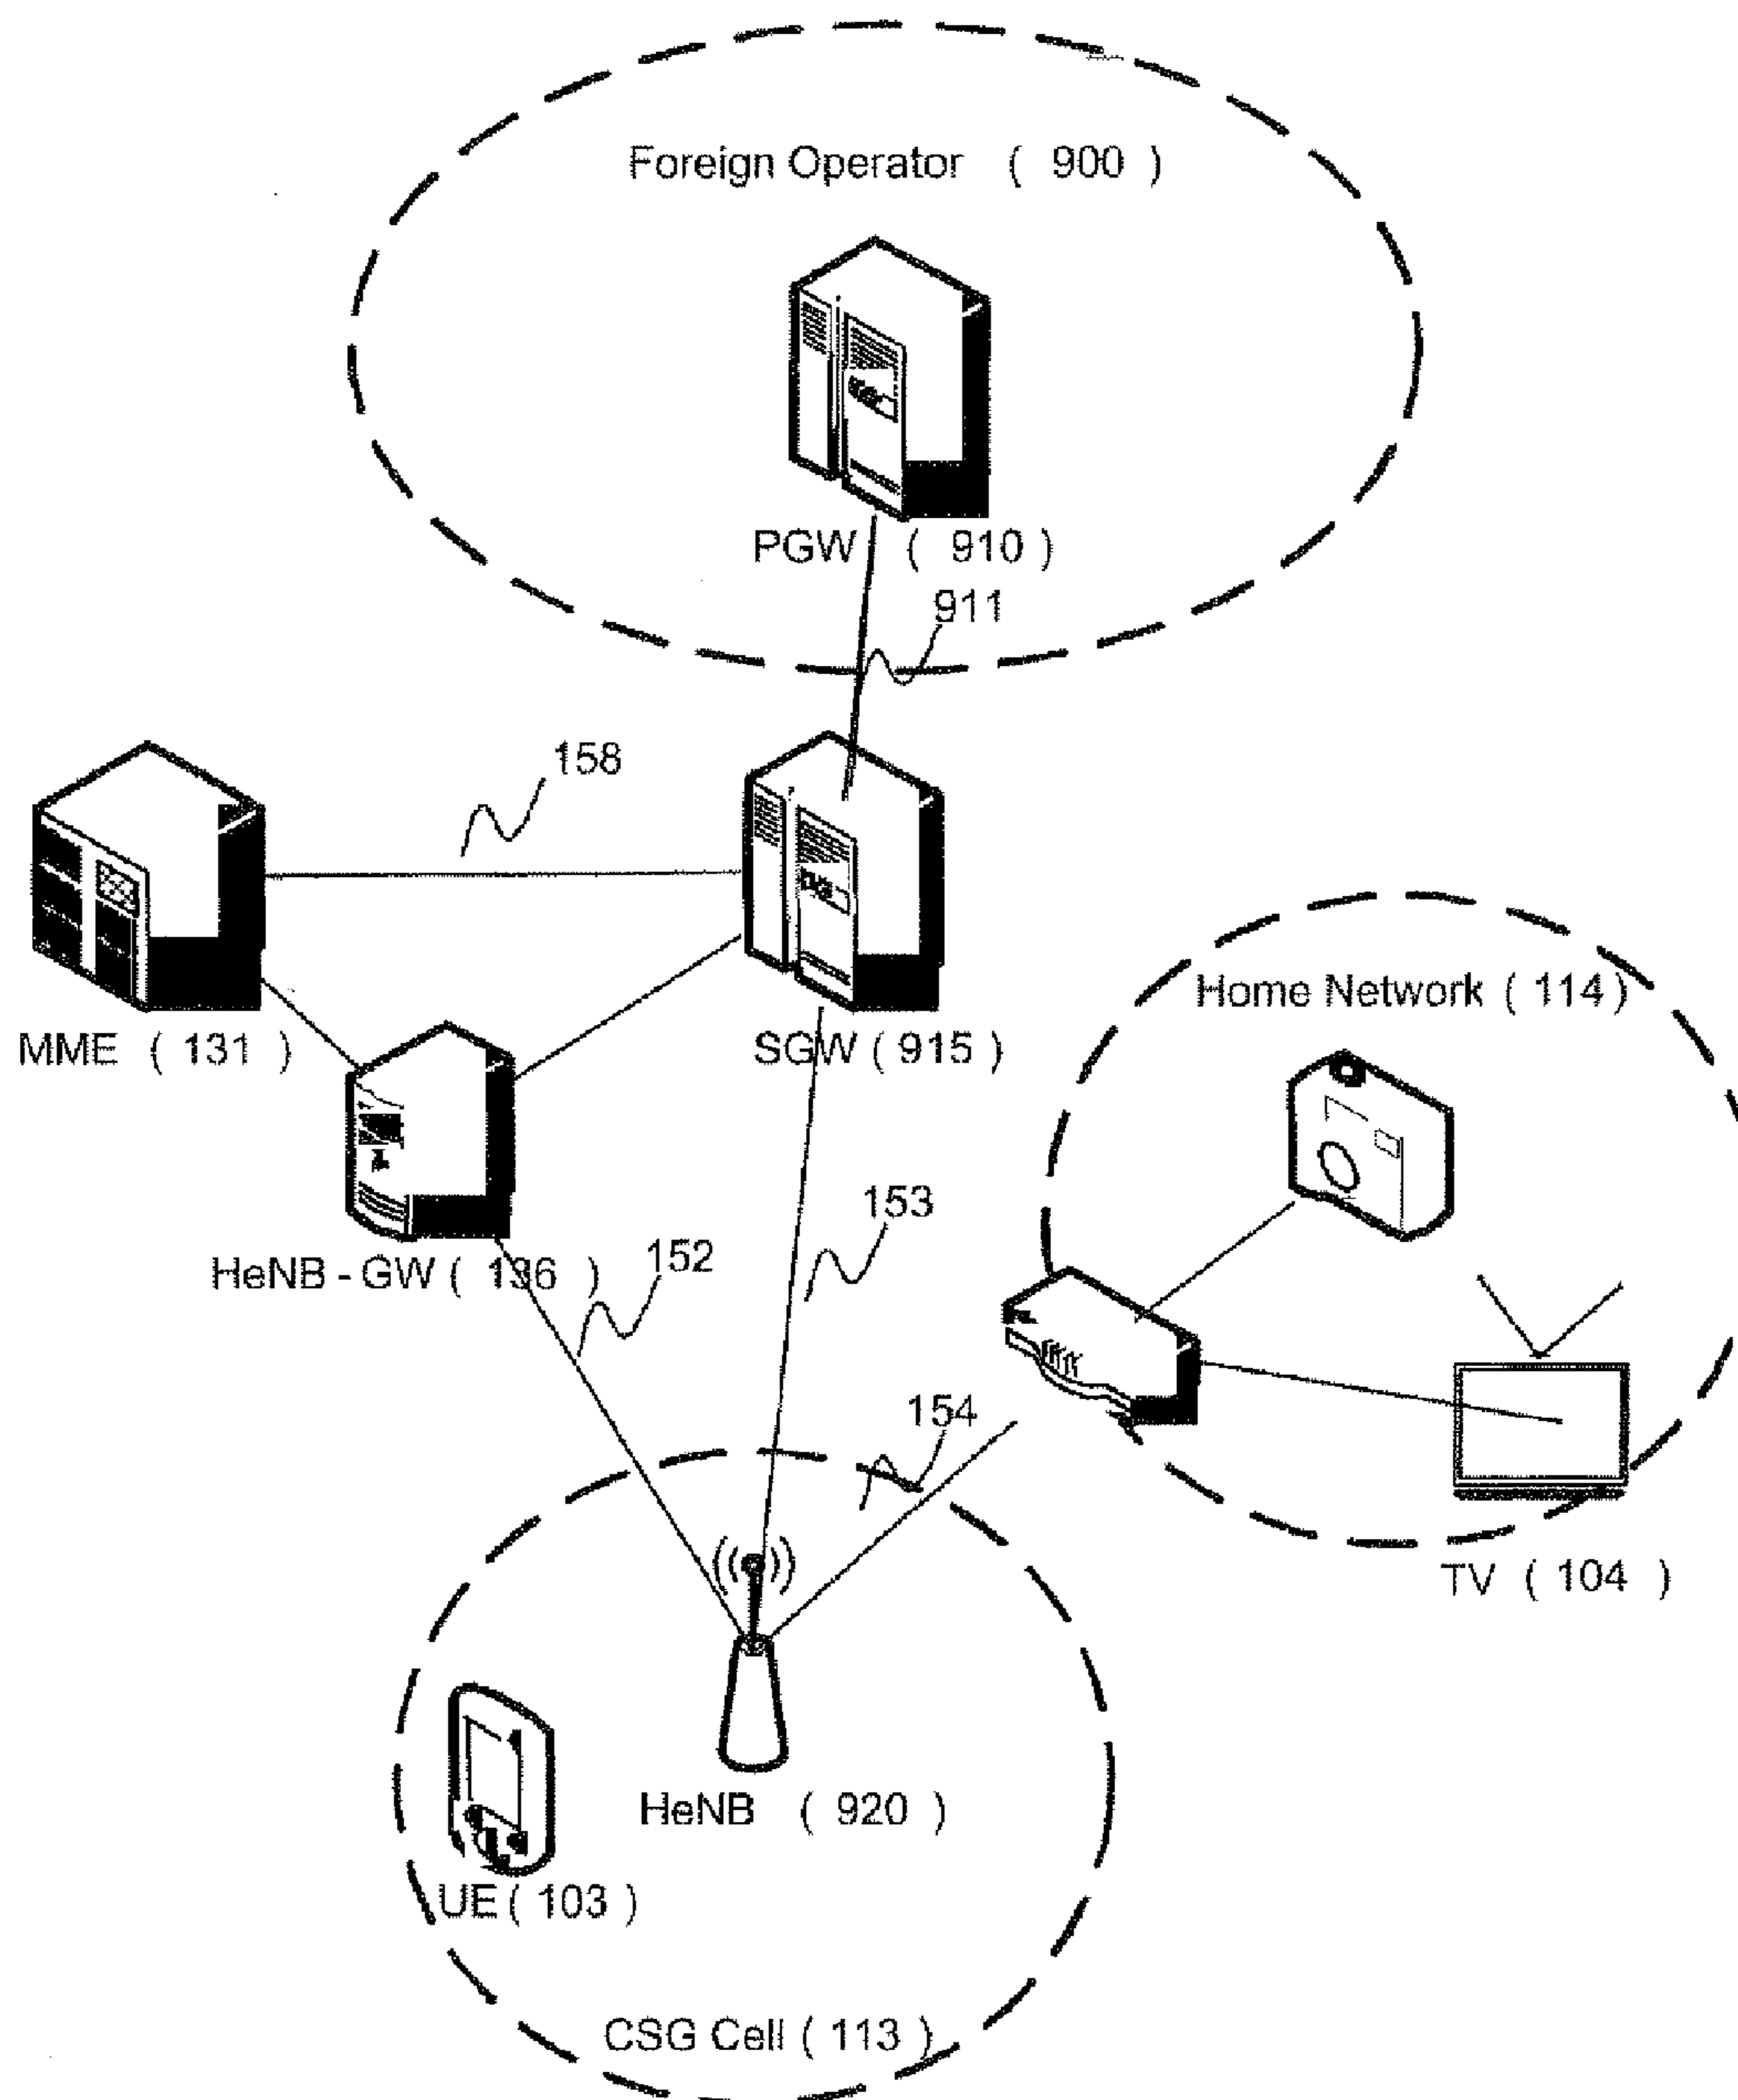 Foreign Operator ( 900 )
PGW ( 910 )
911
158
Home Network ( 114 )
MME ( 131 )
SGW ( 915 )
153
152
HeNB - GW ( 136 )
154
TV ( 104 )
HeNB ( 920 )
UE ( 103 )
CSG Cell ( 113 )